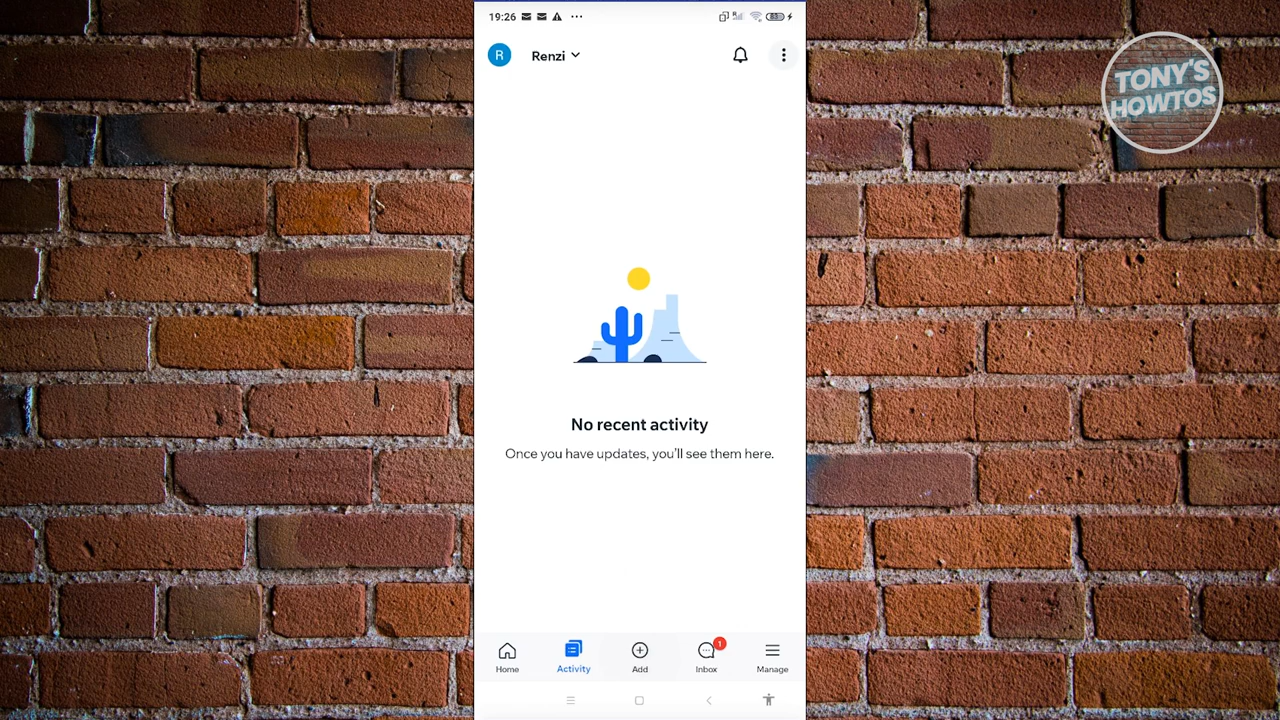 19:26
R Renzi
TONY'S
HOWTOS
No recent activity
Once you have updates, you'll see them here.
1
Home Activity Add Inbox Manage